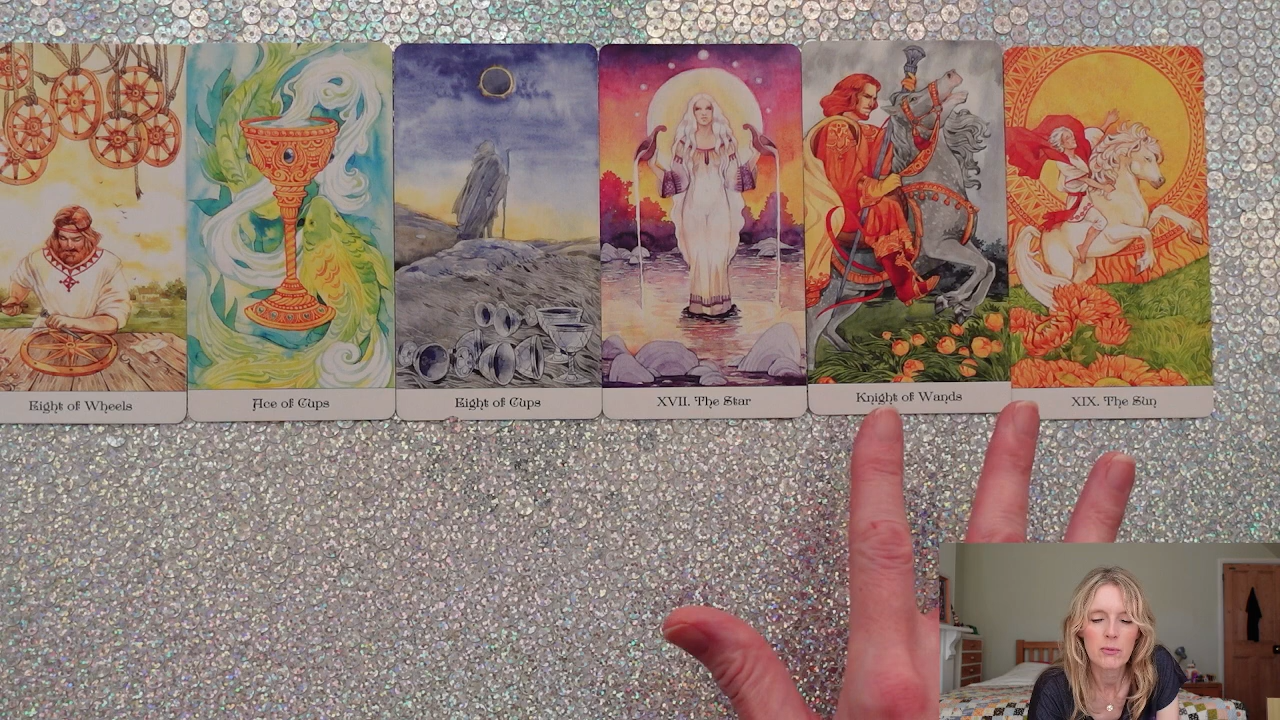 Eight of Wheels
Ace of Cups
Eight of Cups
XVII. The Star
Knight of Wands
XIX. The Sun